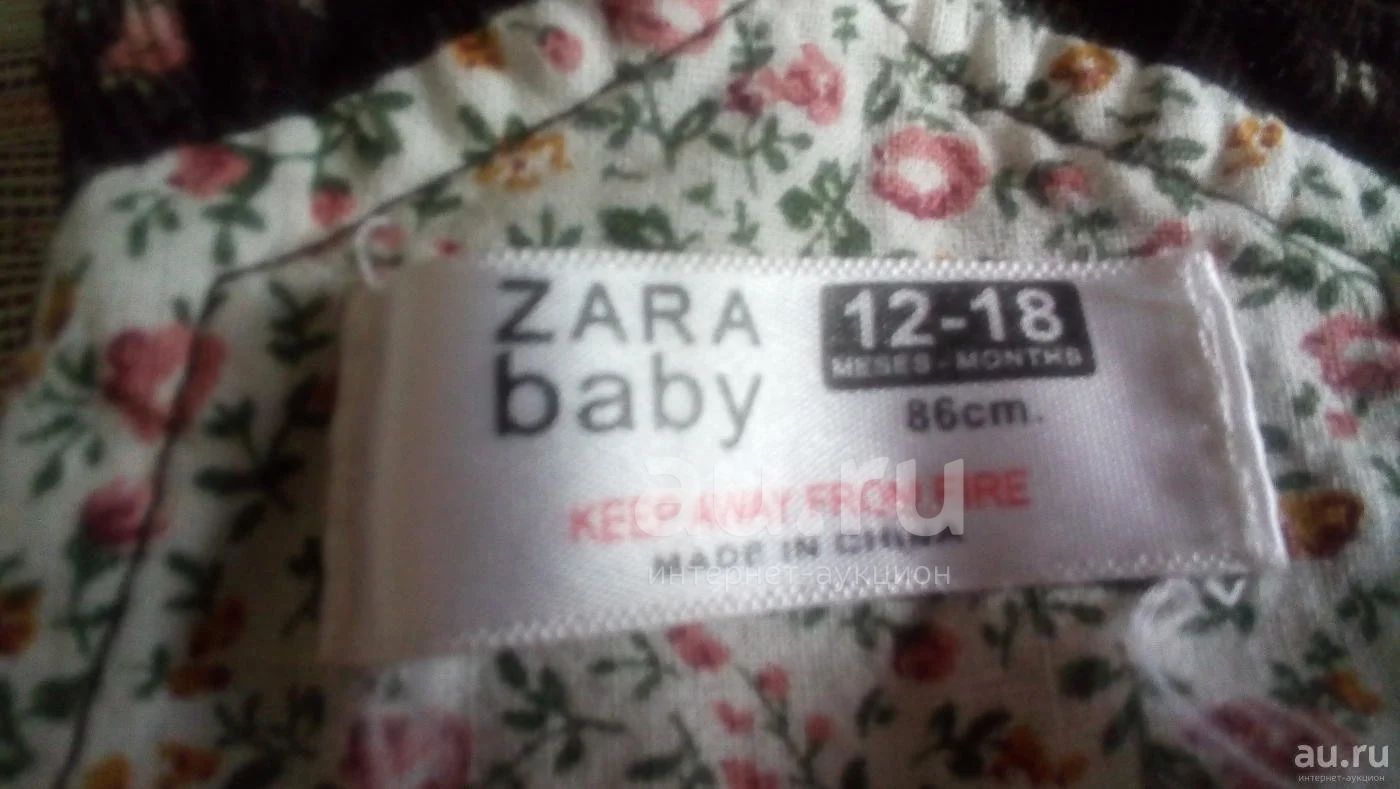 ZARA
baby
12-18
MESES - MONTHS
86cm.
KEEP AWAY FROM FIRE
MADE IN CHINA
au.ru
интернет-аукцион
au.ru
интернет-аукцион